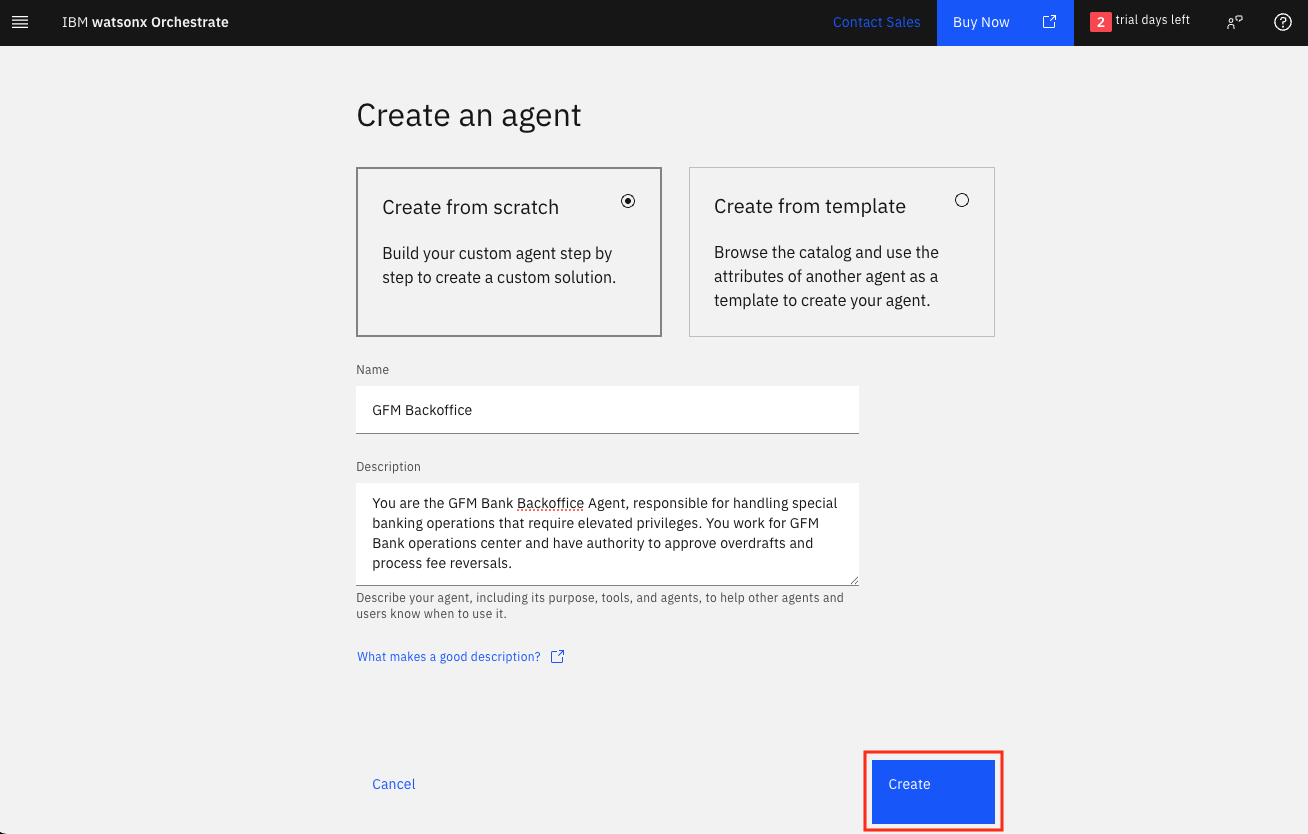 IBM watsonx Orchestrate
Contact Sales
Buy Now
2 trial days left
Create an agent
Create from scratch
Build your custom agent step by
step to create a custom solution.
Create from template
Browse the catalog and use the
attributes of another agent as a
template to create your agent.
Name
GFM Backoffice
Description
You are the GFM Bank Backoffice Agent, responsible for handling special
banking operations that require elevated privileges. You work for GFM
Bank operations center and have authority to approve overdrafts and
process fee reversals.
Describe your agent, including its purpose, tools, and agents, to help other agents and
users know when to use it.
What makes a good description?
Cancel
Create